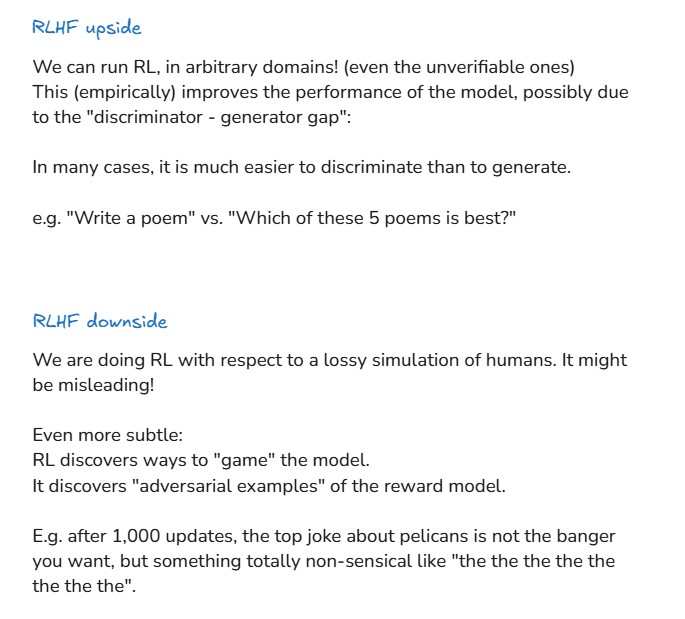 RLHF upside
We can run RL, in arbitrary domains! (even the unverifiable ones)
This (empirically) improves the performance of the model, possibly due
to the "discriminator - generator gap":
In many cases, it is much easier to discriminate than to generate.
e.g. "Write a poem" vs. "Which of these 5 poems is best?"
RLHF downside
We are doing RL with respect to a lossy simulation of humans. It might
be misleading!
Even more subtle:
RL discovers ways to "game" the model.
It discovers "adversarial examples" of the reward model.
E.g. after 1,000 updates, the top joke about pelicans is not the banger
you want, but something totally non-sensical like "the the the the the
the the the".